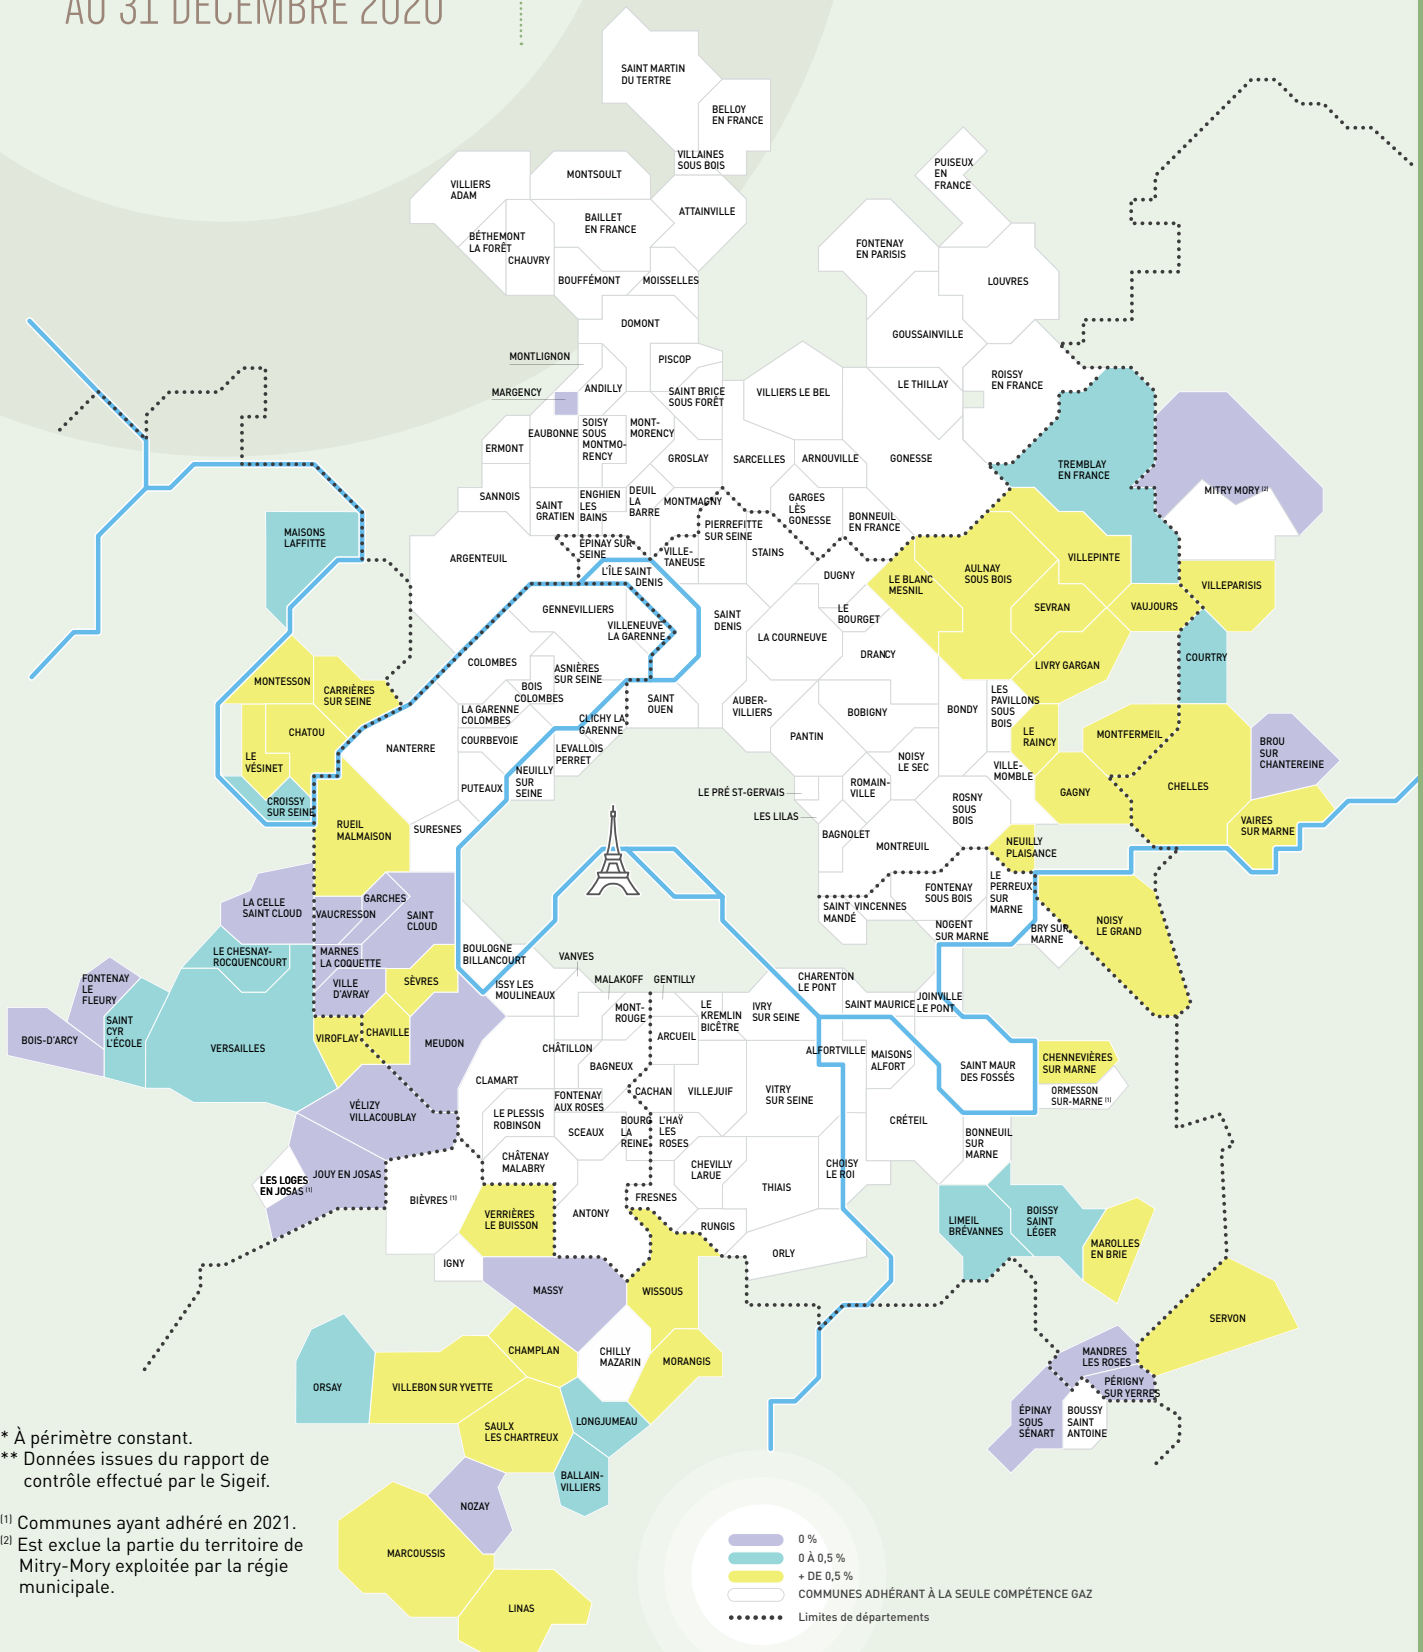 AU 31 DÉCEMBRE 2020
SAINT MARTIN
DU TERTRE
BELLOY
EN FRANCE
VILLAINES
SOUS BOIS
MONTSOULT
VILLIERS
ADAM
ATTAINVILLE
BAILLET
EN FRANCE
BÉTHEMONT
LA FORÊT
CHAUVRY
BOUFFÉMONT
MOISSELLES
PUISEUX
EN
FRANCE
FONTENAY
EN PARISIS
LOUVRES
GOUSSAINVILLE
DOMONT
MONTLIGNON
PISCOP
MARGENCY
ANDILLY
SAINT BRICE
SOUS FORÊT
VILLIERS LE BEL
LE THILLAY
ROISSY
EN FRANCE
EAUBONNE
SOISY
SOUS
MONTMO-
RENCY
MONT-
MORENCY
ERMONT
GROSLAY
SARCELLES
ARNOUVILLE
GONESSE
TREMBLAY
EN FRANCE
MITRY MORY (2)
SANNOIS
SAINT
GRATIEN
ENGHIEN
LES
BAINS
DEUIL
LA
BARRE
MONTMAGNY
GARGES
LÈS
GONESSE
BONNEUIL
EN FRANCE
PIERREFITTE
SUR SEINE
MAISONS
LAFFITTE
ARGENTEUIL
ÉPINAY SUR
SEINE
VILLE-
TANEUSE
STAINS
L'ÎLE SAINT
DENIS
DUGNY
LE BLANC
MESNIL
AULNAY
SOUS BOIS
VILLEPINTE
VILLEPARISIS
GENNEVILLIERS
VILLENEUVE
LA GARENNE
SAINT
DENIS
LE
BOURGET
LA COURNEUVE
SEVRAN
VAUJOURS
COLOMBES
ASNIÈRES
SUR SEINE
DRANCY
LIVRY GARGAN
COURTRY
MONTESSON
CARRIÈRES
SUR SEINE
BOIS
COLOMBES
LA GARENNE
COLOMBES
CLICHY LA
GARENNE
SAINT
OUEN
AUBER-
VILLIERS
BOBIGNY
BONDY
LES
PAVILLONS
SOUS
BOIS
CHATOU
COURBEVOIE
NANTERRE
LEVALLOIS
PERRET
PANTIN
LE
RAINCY
MONTFERMEIL
BROU
SUR
CHANTEREINE
LE
VÉSINET
NEUILLY
SUR
SEINE
NOISY
LE SEC
VILLE-
MOMBLE
PUTEAUX
LE PRÉ ST-GERVAIS
ROMAIN-
VILLE
ROSNY
SOUS
BOIS
GAGNY
CHELLES
CROISSY
SUR SEINE
LES LILAS
RUEIL
MALMAISON
SURESNES
BAGNOLET
MONTREUIL
NEUILLY
PLAISANCE
VAIRES
SUR MARNE
LA CELLE
SAINT CLOUD
VAUCRESSON
GARCHES
SAINT
CLOUD
SAINT
MANDÉ
VINCENNES
FONTENAY
SOUS BOIS
LE
PERREUX
SUR
MARNE
NOGENT
SUR MARNE
BRY SUR
MARNE
NOISY
LE GRAND
LE CHESNAY-
ROCQUENCOURT
MARNES
LA COQUETTE
BOULOGNE
BILLANCOURT
VANVES
FONTENAY
LE
FLEURY
VILLE
D'AVRAY
SÈVRES
ISSY LES
MOULINEAUX
MALAKOFF
GENTILLY
CHARENTON
LE PONT
SAINT MAURICE
JOINVILLE
LE PONT
MONT-
ROUGE
LE
KREMLIN
BICÊTRE
IVRY
SUR SEINE
SAINT
CYR
L'ÉCOLE
BOIS-D'ARCY
VERSAILLES
VIROFLAY
CHAVILLE
MEUDON
CHÂTILLON
ARCUEIL
ALFORTVILLE
MAISONS
ALFORT
SAINT MAUR
DES FOSSÉS
CHENNEVIÈRES
SUR MARNE
BAGNEUX
CLAMART
CACHAN
VILLEJUIF
VITRY
SUR SEINE
ORMESSON
SUR-MARNE (1)
VÉLIZY
VILLACOUBLAY
LE PLESSIS
ROBINSON
FONTENAY
AUX ROSES
SCEAUX
BOURG
LA
REINE
L'HAŸ
LES
ROSES
CRÉTEIL
BONNEUIL
SUR
MARNE
LES LOGES
EN JOSAS (1)
JOUY EN JOSAS
CHÂTENAY
MALABRY
CHEVILLY
LARUE
CHOISY
LE ROI
BIÈVRES (1)
THIAIS
FRESNES
VERRIÈRES
LE BUISSON
ANTONY
RUNGIS
LIMEIL
BRÉVANNES
BOISSY
SAINT
LÉGER
MAROLLES
EN BRIE
IGNY
ORLY
MASSY
WISSOUS
SERVON
CHAMPLAN
CHILLY
MAZARIN
MORANGIS
MANDRES
LES ROSES
PÉRIGNY
SUR YERRES
ORSAY
VILLEBON SUR YVETTE
ÉPINAY
SOUS
SÉNART
BOUSSY
SAINT
ANTOINE
SAULX
LES CHARTREUX
LONGJUMEAU
BALLAIN-
VILLIERS
NOZAY
MARCOUSSIS
LINAS
* À périmètre constant.
** Données issues du rapport de
contrôle effectué par le Sigeif.
(1) Communes ayant adhéré en 2021.
(2) Est exclue la partie du territoire de
Mitry-Mory exploitée par la régie
municipale.
0 %
0 À 0,5 %
+ DE 0,5 %
COMMUNES ADHÉRANT À LA SEULE COMPÉTENCE GAZ
Limites de départements